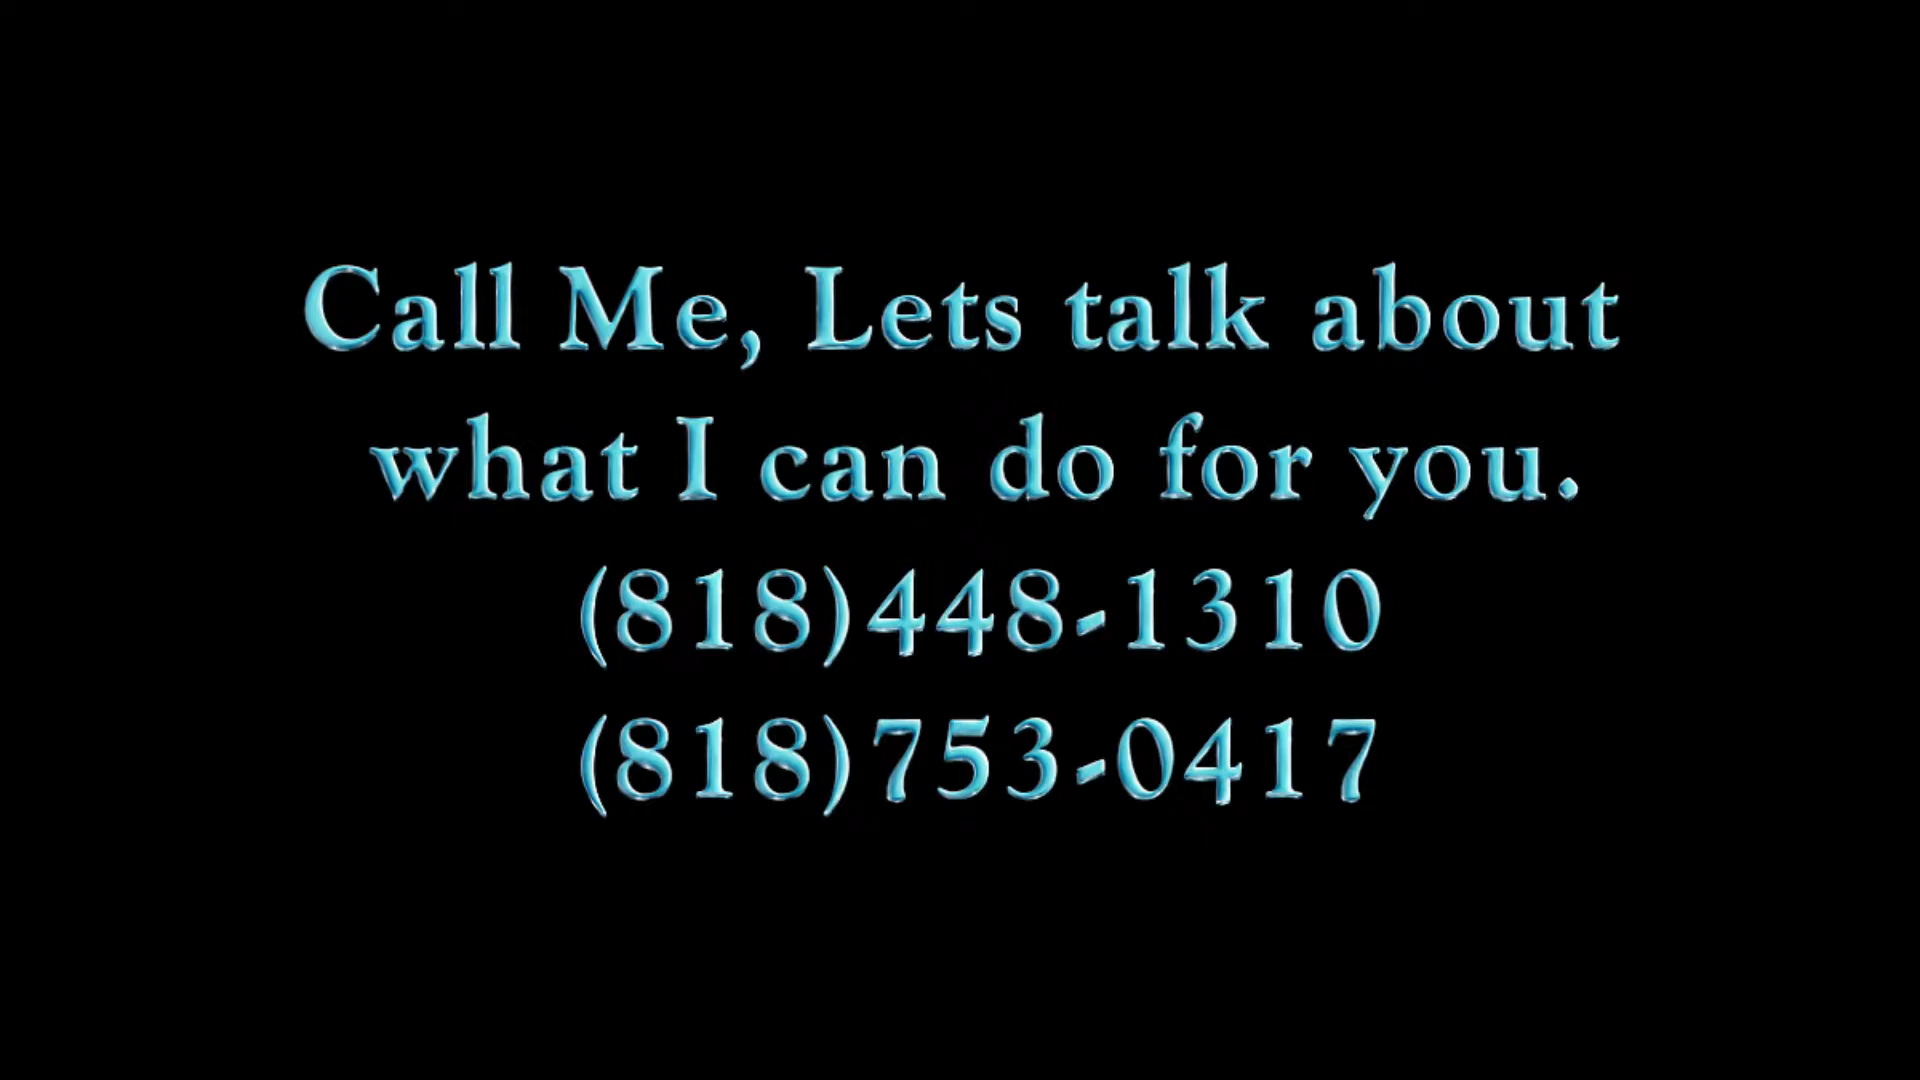 Call Me, Lets talk about
what I can do for you.
(818)448-1310
(818)753-0417